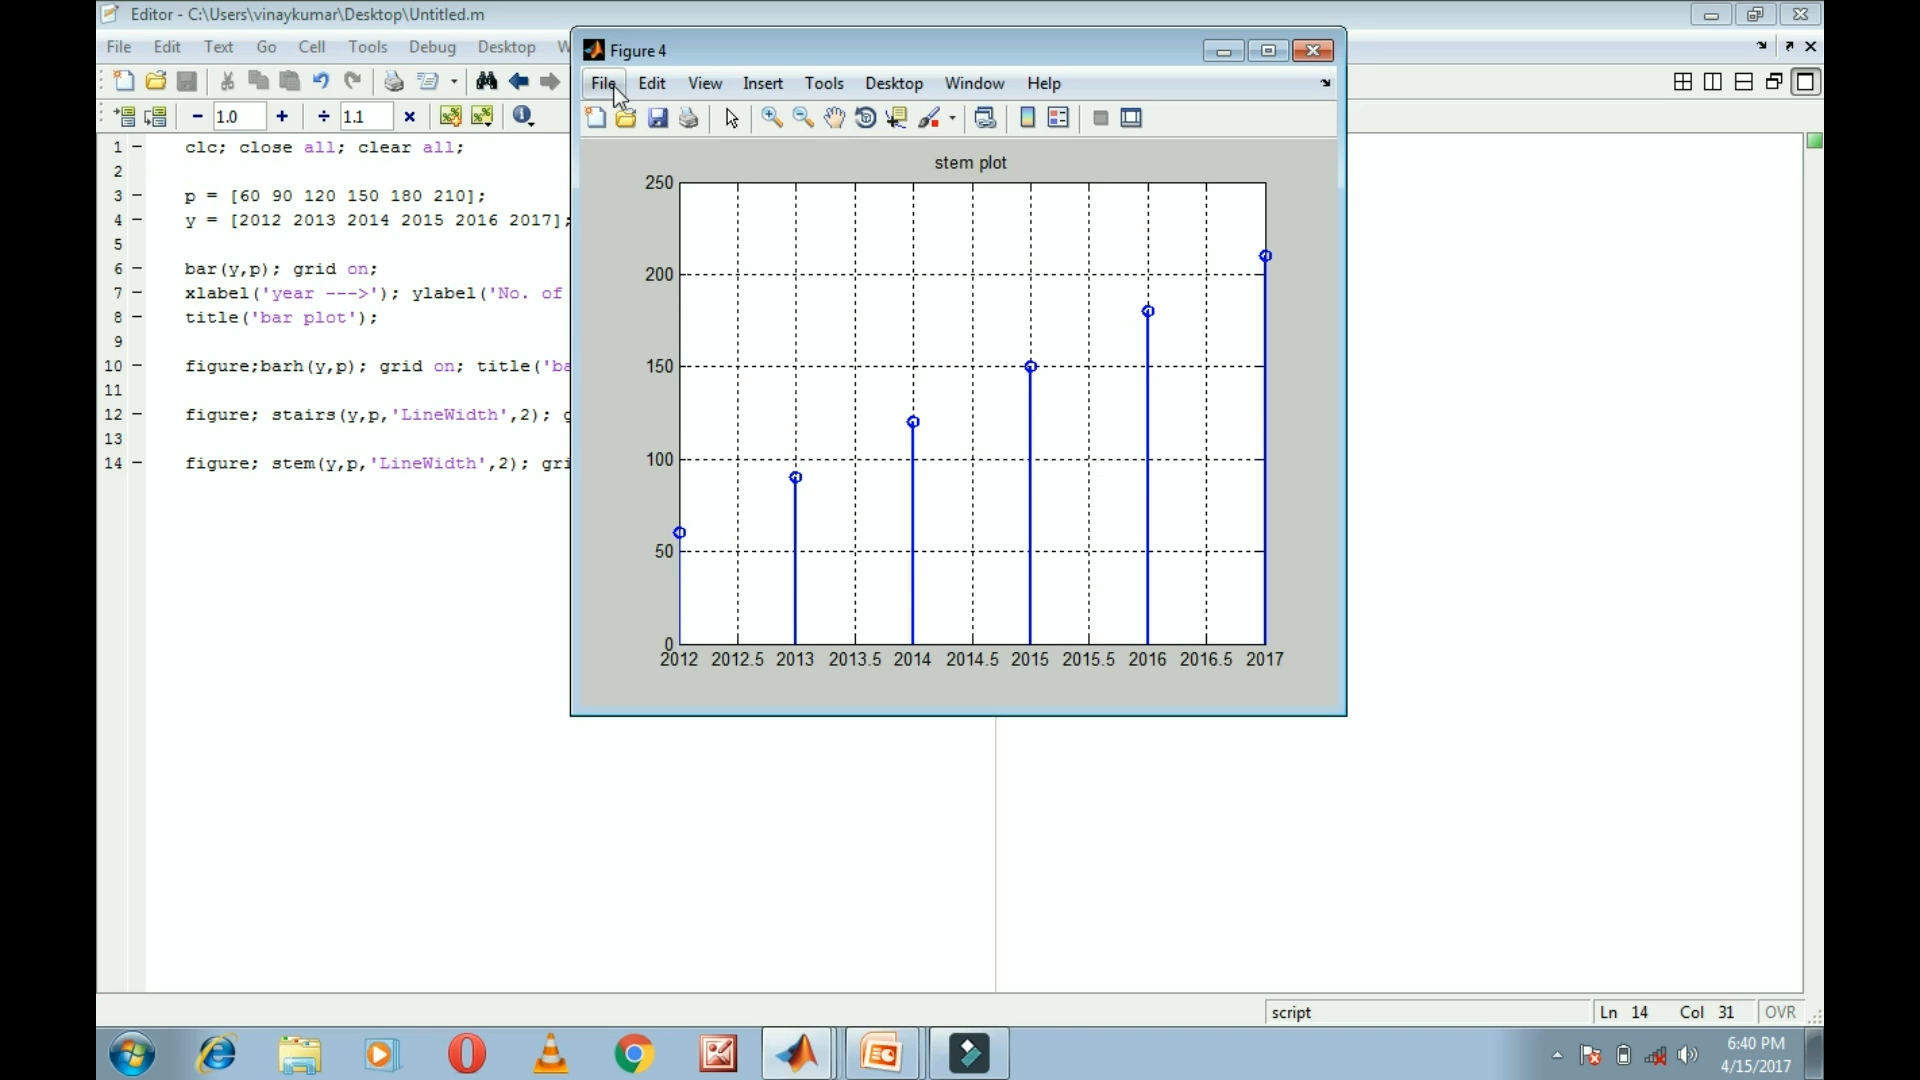 Editor - C:\Users\vinaykumar\Desktop\Untitled.m
File Edit Text Go Cell Tools Debug Desktop W
1.0
1.1
1 clc; close all; clear all;
2
3 p = [60 90 120 150 180 210];
4 y = [2012 2013 2014 2015 2016 2017];
5
6 bar(y,p); grid on;
7 xlabel('year --->'); ylabel('No. of
8 title('bar plot');
9
10 figure;barh(y,p); grid on; title('ba
11
12 figure; stairs(y,p,'LineWidth',2); g
13
14 figure; stem(y,p,'LineWidth',2); gri
Figure 4
File Edit View Insert Tools Desktop Window Help
stem plot
250
200
150
100
50
0
2012 2012.5 2013 2013.5 2014 2014.5 2015 2015.5 2016 2016.5 2017
script
Ln 14 Col 31 OVR
6:40 PM
4/15/2017